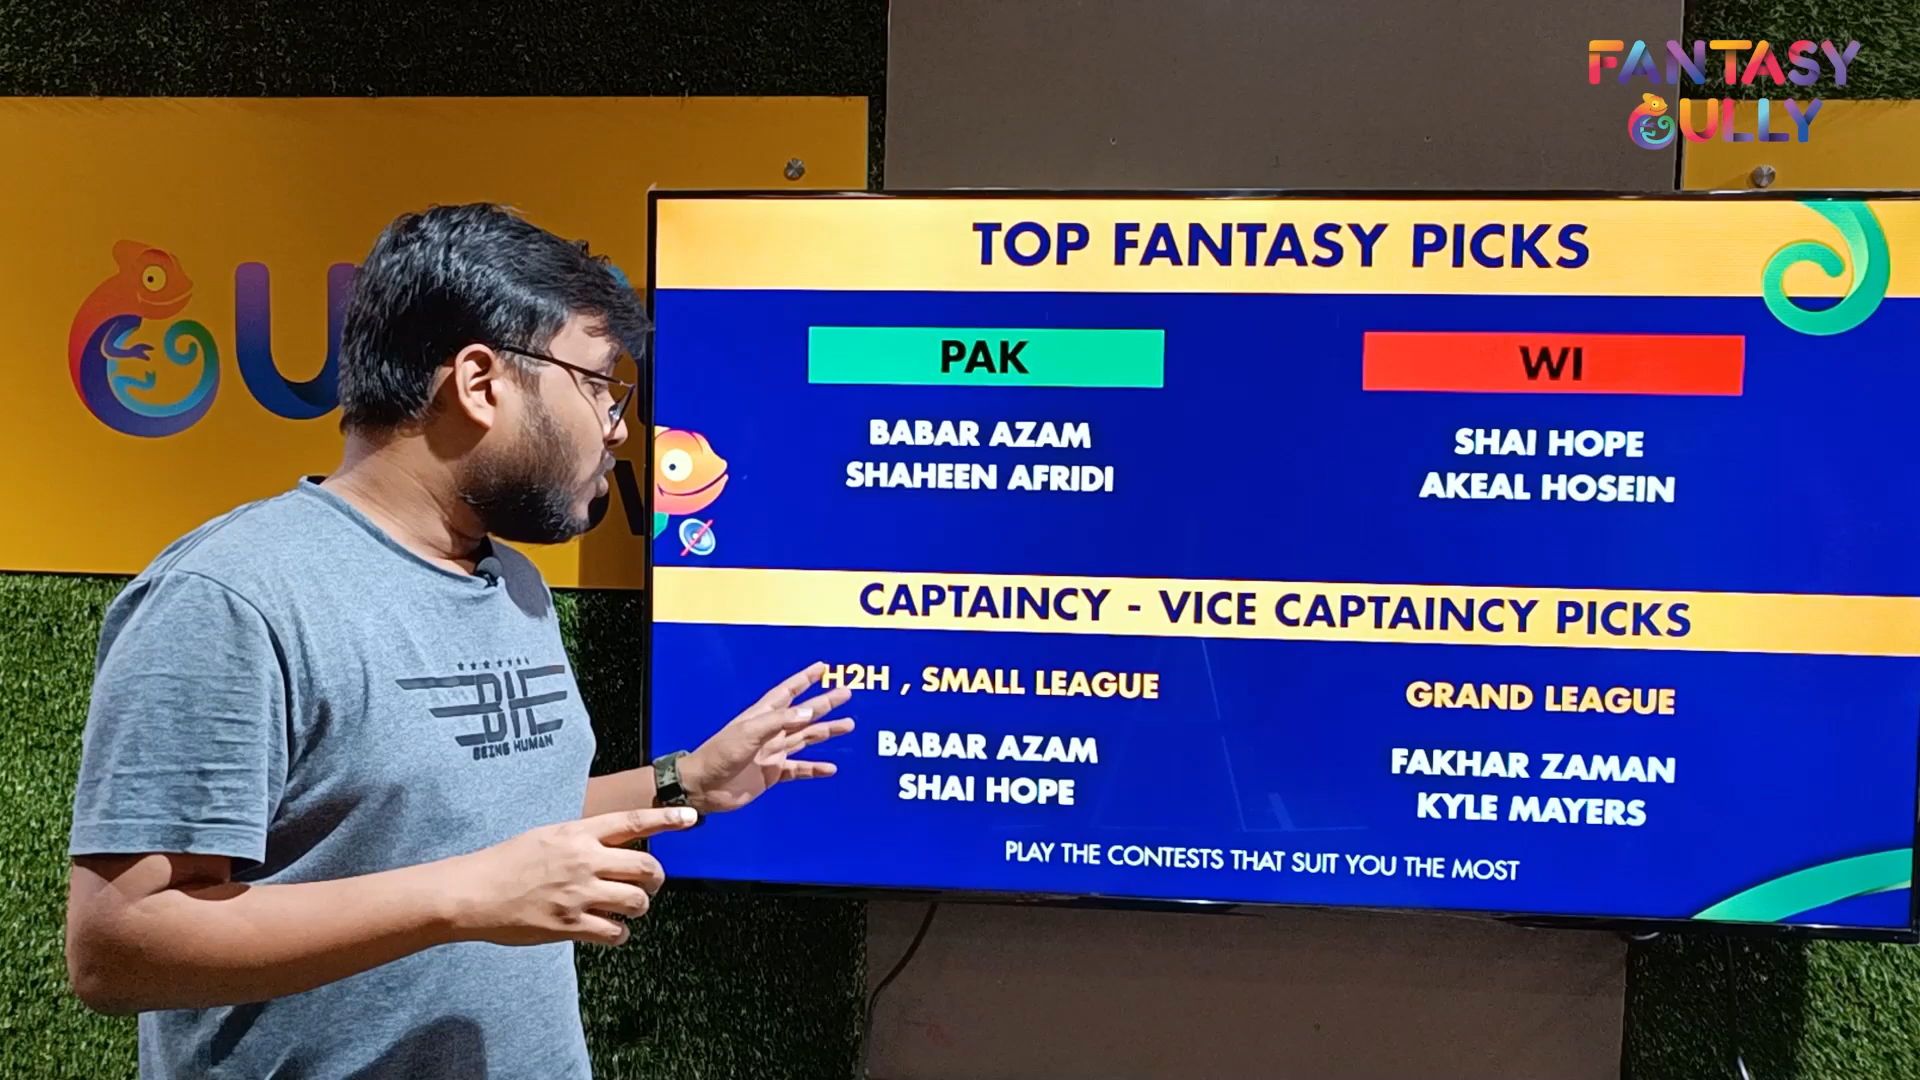 FANTASY
GULLY
TOP FANTASY PICKS
PAK
WI
BABAR AZAM
SHAHEEN AFRIDI
SHAI HOPE
AKEAL HOSEIN
CAPTAINCY - VICE CAPTAINCY PICKS
H2H , SMALL LEAGUE
GRAND LEAGUE
BABAR AZAM
SHAI HOPE
FAKHAR ZAMAN
KYLE MAYERS
PLAY THE CONTESTS THAT SUIT YOU THE MOST
BH
BEING HUMAN